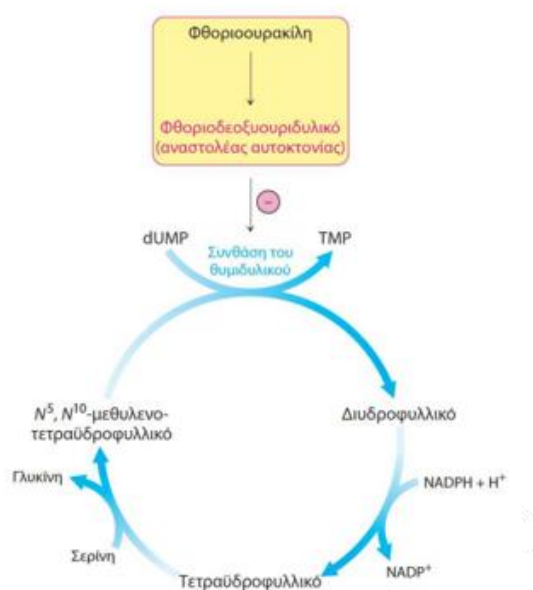 Φθοριοουρακίλη
Φθοριοδεοξυουριδυλικό
(αναστολέας αυτοκτονίας)
−
dUMP
Συνθάση του
θυμιδυλικού
TMP
N⁵, N¹⁰-μεθυλενο-
τετραϋδροφυλλικό
Διυδροφυλλικό
Γλυκίνη
NADPH + H⁺
Σερίνη
NADP⁺
Τετραϋδροφυλλικό